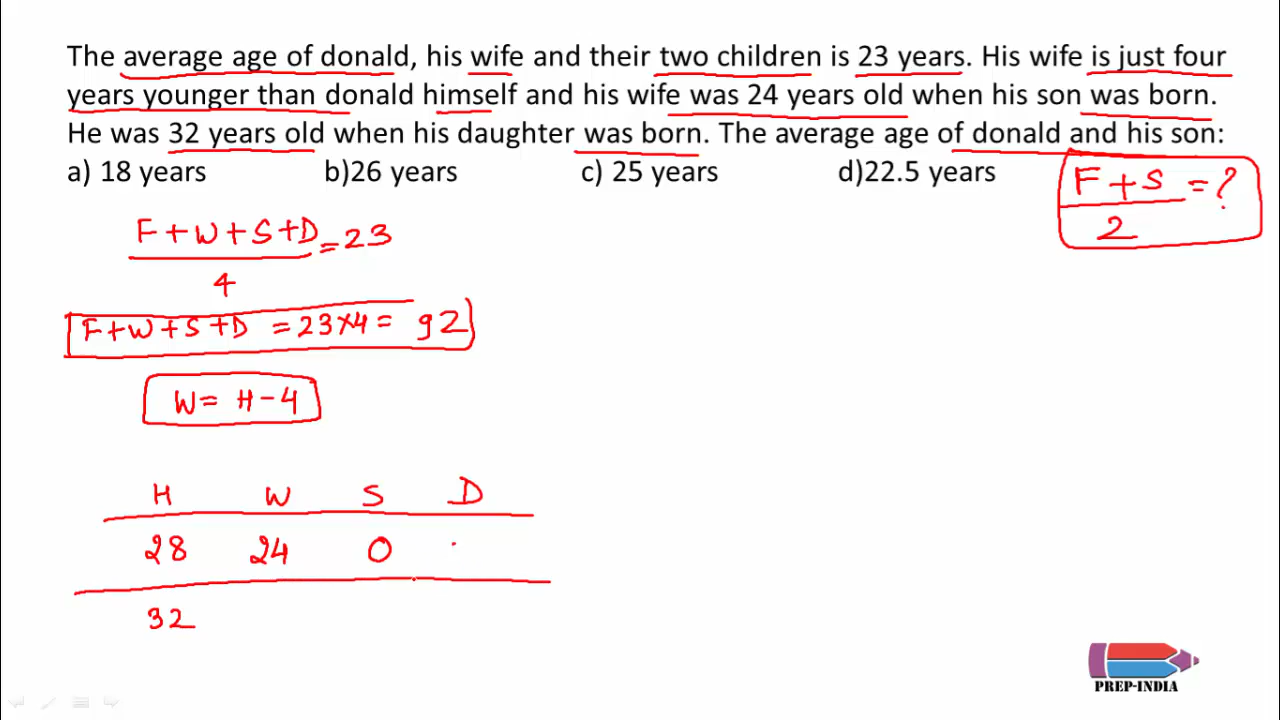 The average age of donald, his wife and their two children is 23 years. His wife is just four
years younger than donald himself and his wife was 24 years old when his son was born.
He was 32 years old when his daughter was born. The average age of donald and his son:
a) 18 years b)26 years c) 25 years d)22.5 years
F + S
2
= ?
F + W + S + D
4
= 23
F + W + S + D = 23×4 = 92
W = H - 4
H W S D
28 24 0
32
PREP-INDIA